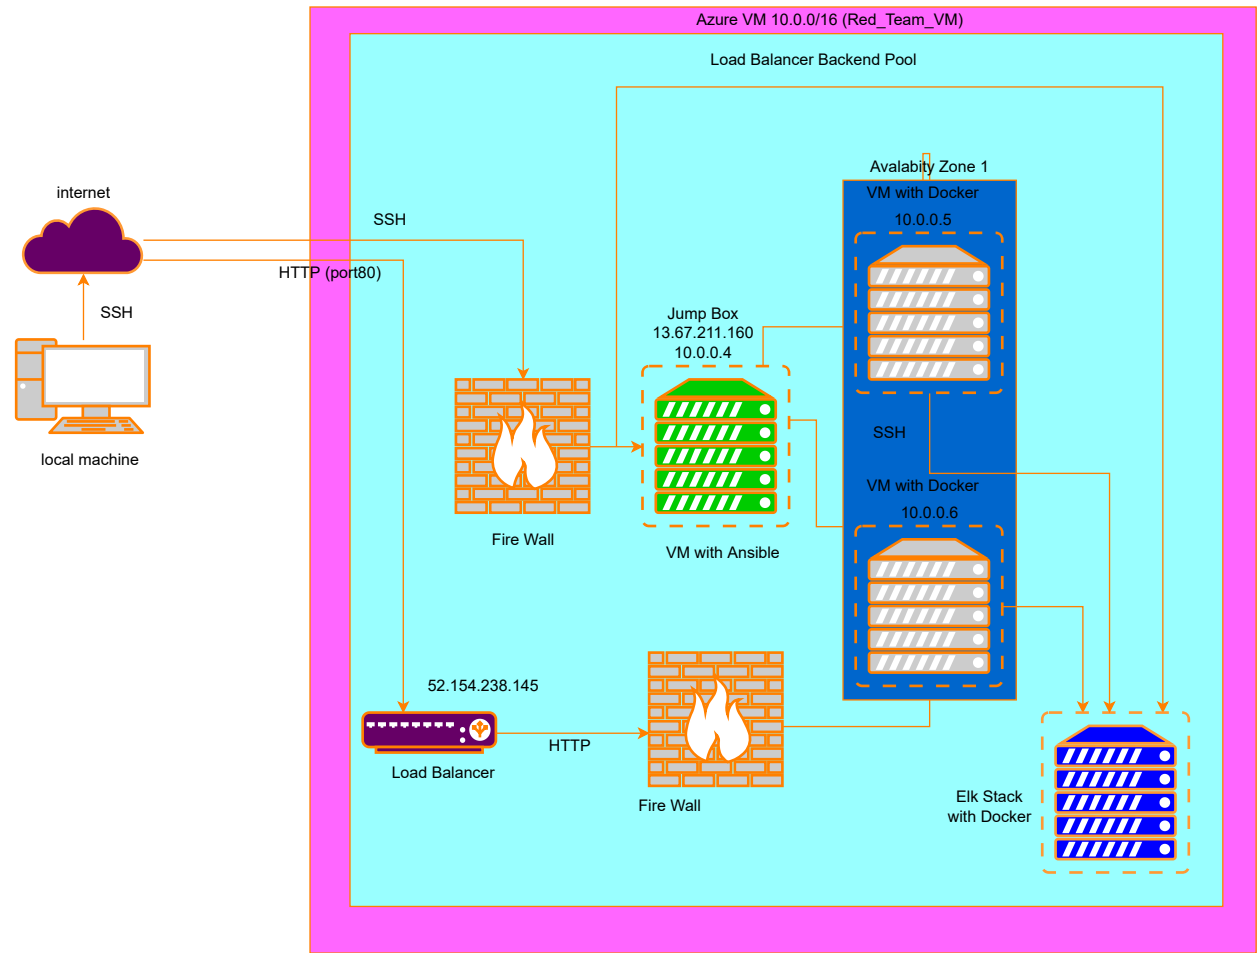 Azure VM 10.0.0/16 (Red_Team_VM)
Load Balancer Backend Pool
Avalabity Zone 1
VM with Docker
10.0.0.5
internet
SSH
HTTP (port80)
SSH
Jump Box
13.67.211.160
10.0.0.4
SSH
local machine
VM with Docker
10.0.0.6
Fire Wall
VM with Ansible
52.154.238.145
HTTP
Load Balancer
Fire Wall
Elk Stack
with Docker